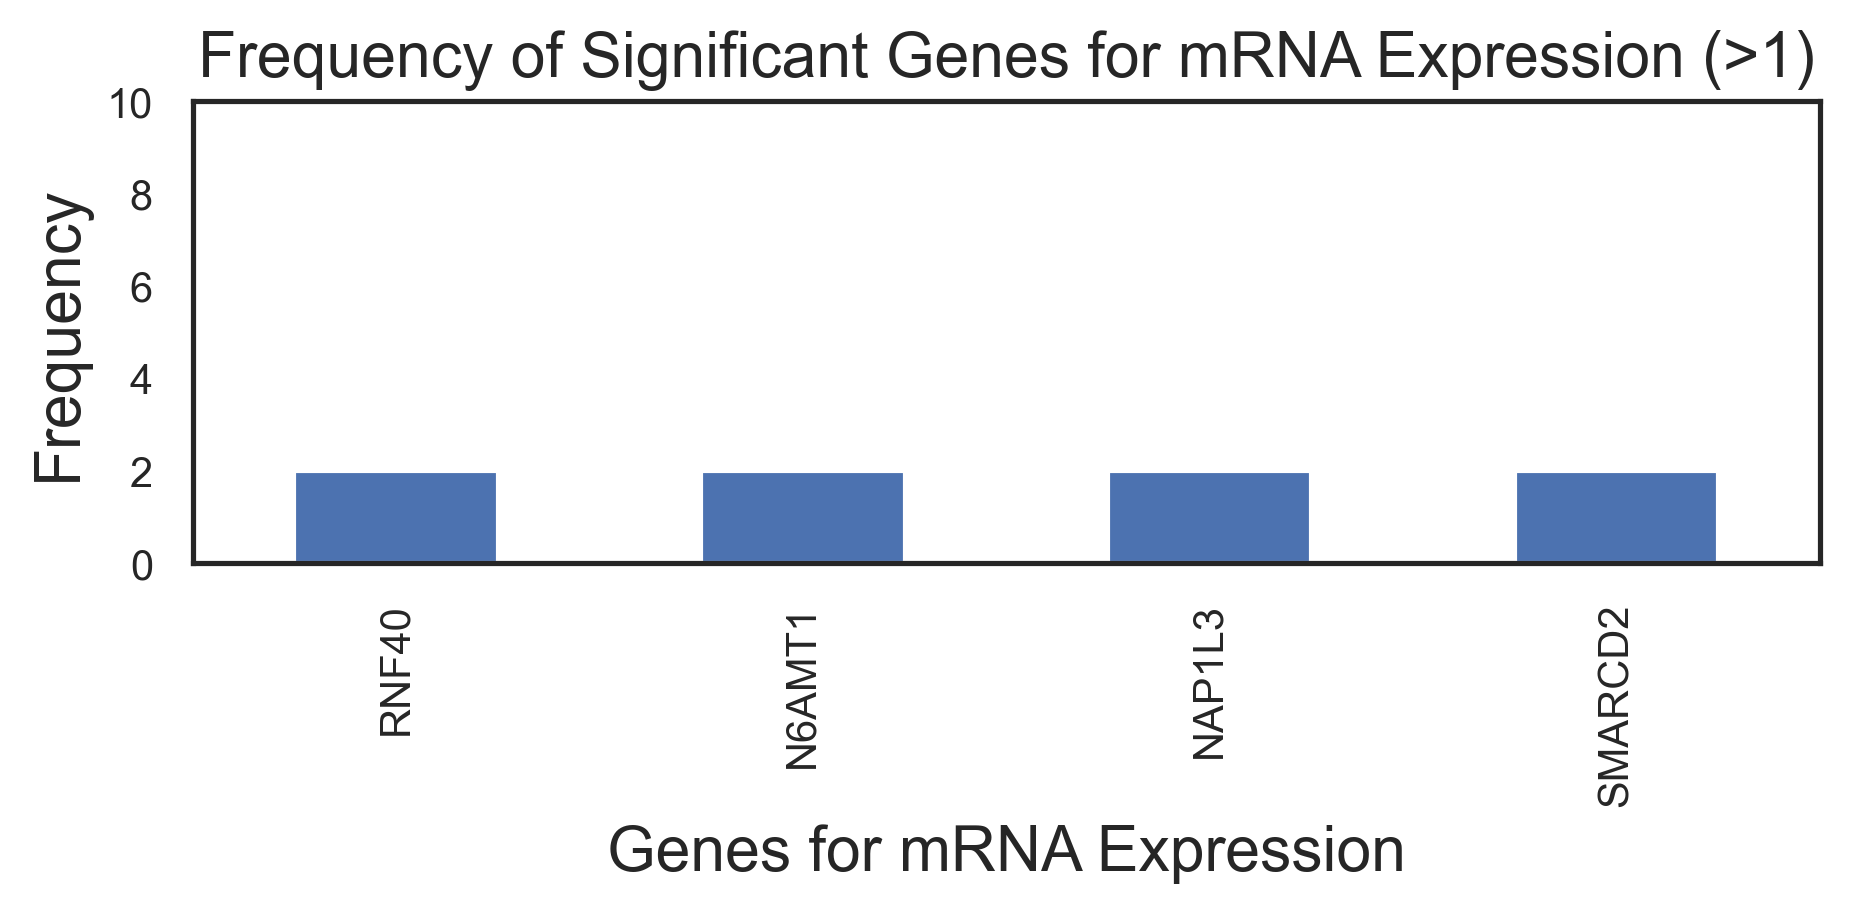 Frequency of Significant Genes for mRNA Expression (>1)
10
8
6
4
2
0
Frequency
RNF40
N6AMT1
NAP1L3
SMARCD2
Genes for mRNA Expression